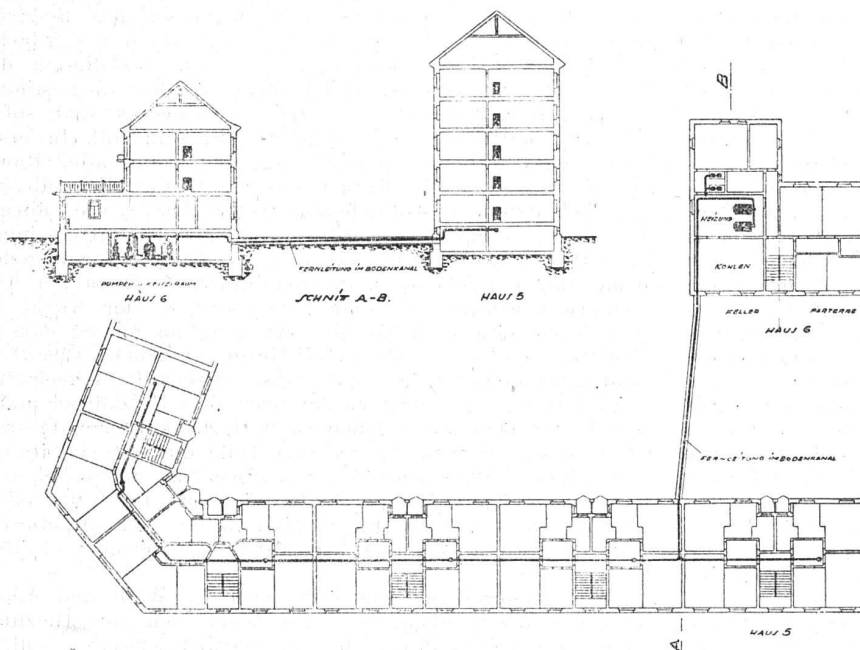 B
HEIZUNG
KOHLEN
FERNLEITUNG IM BODENKANAL
PUMPEN- u. HEIZRAUM
HAUS 6
SCHNIT A-B.
HAUS 5
KELLER
PARTERRE
HAUS 6
FERNLEITUNG IM BODENKANAL
HAUS 5
A